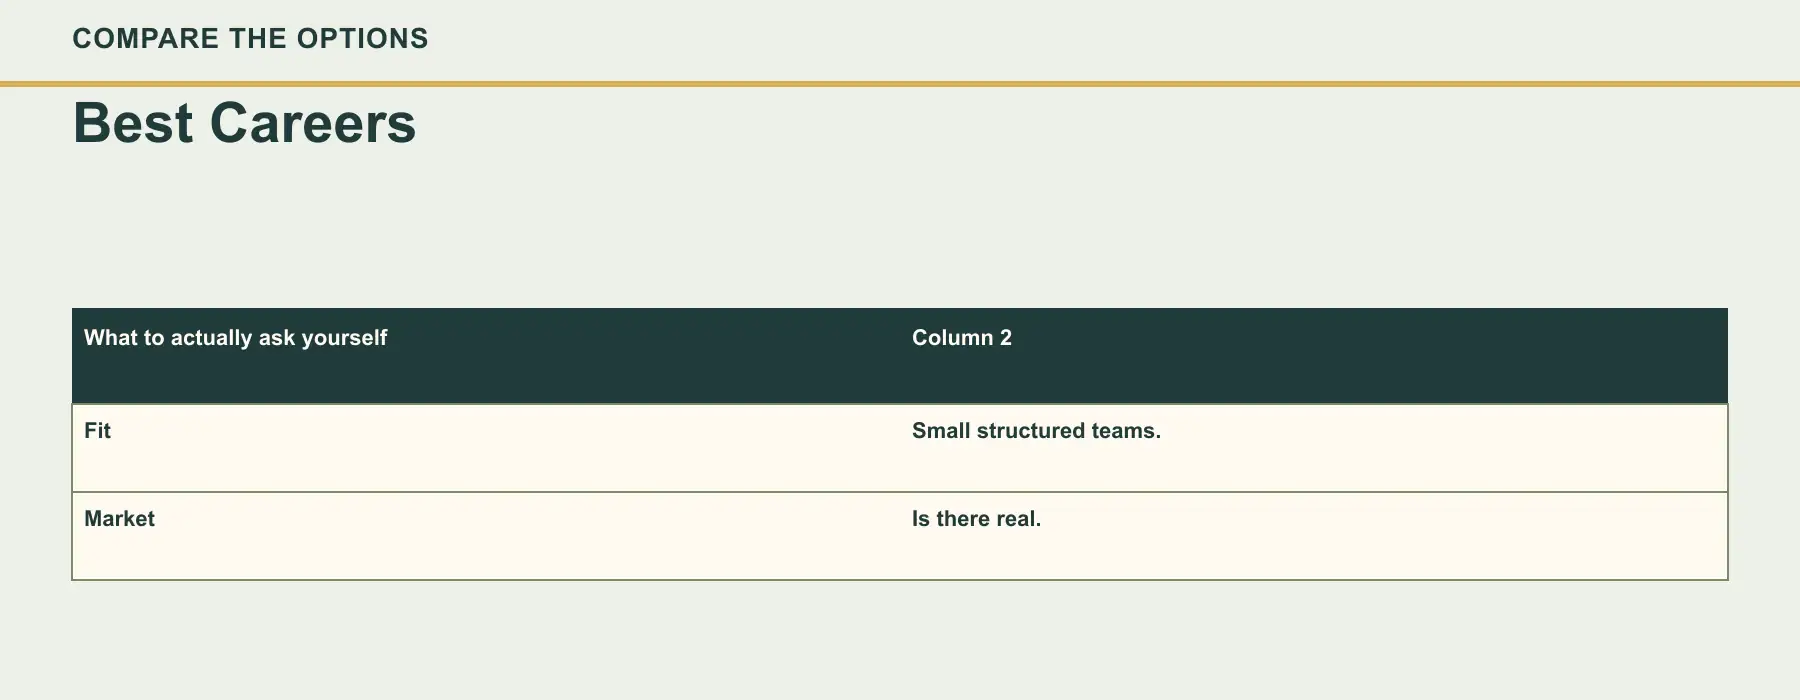 COMPARE THE OPTIONS
Best Careers
What to actually ask yourself
Column 2
Fit
Small structured teams.
Market
Is there real.